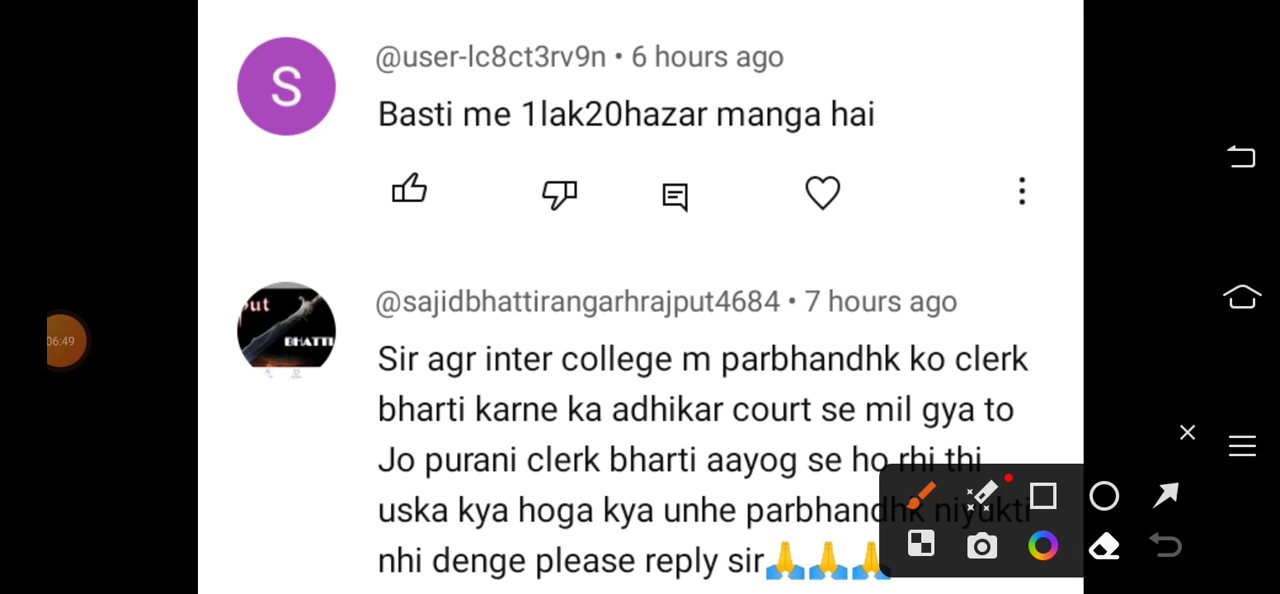 S
@user-lc8ct3rv9n • 6 hours ago
Basti me 1lak20hazar manga hai
@sajidbhattirangarhrajput4684 • 7 hours ago
put
BHATTI
06:49
Sir agr inter college m parbhandhk ko clerk
bharti karne ka adhikar court se mil gya to
Jo purani clerk bharti aayog se ho rhi thi
uska kya hoga kya unhe parbhandhk niyukti
nhi denge please reply sir🙏🙏🙏